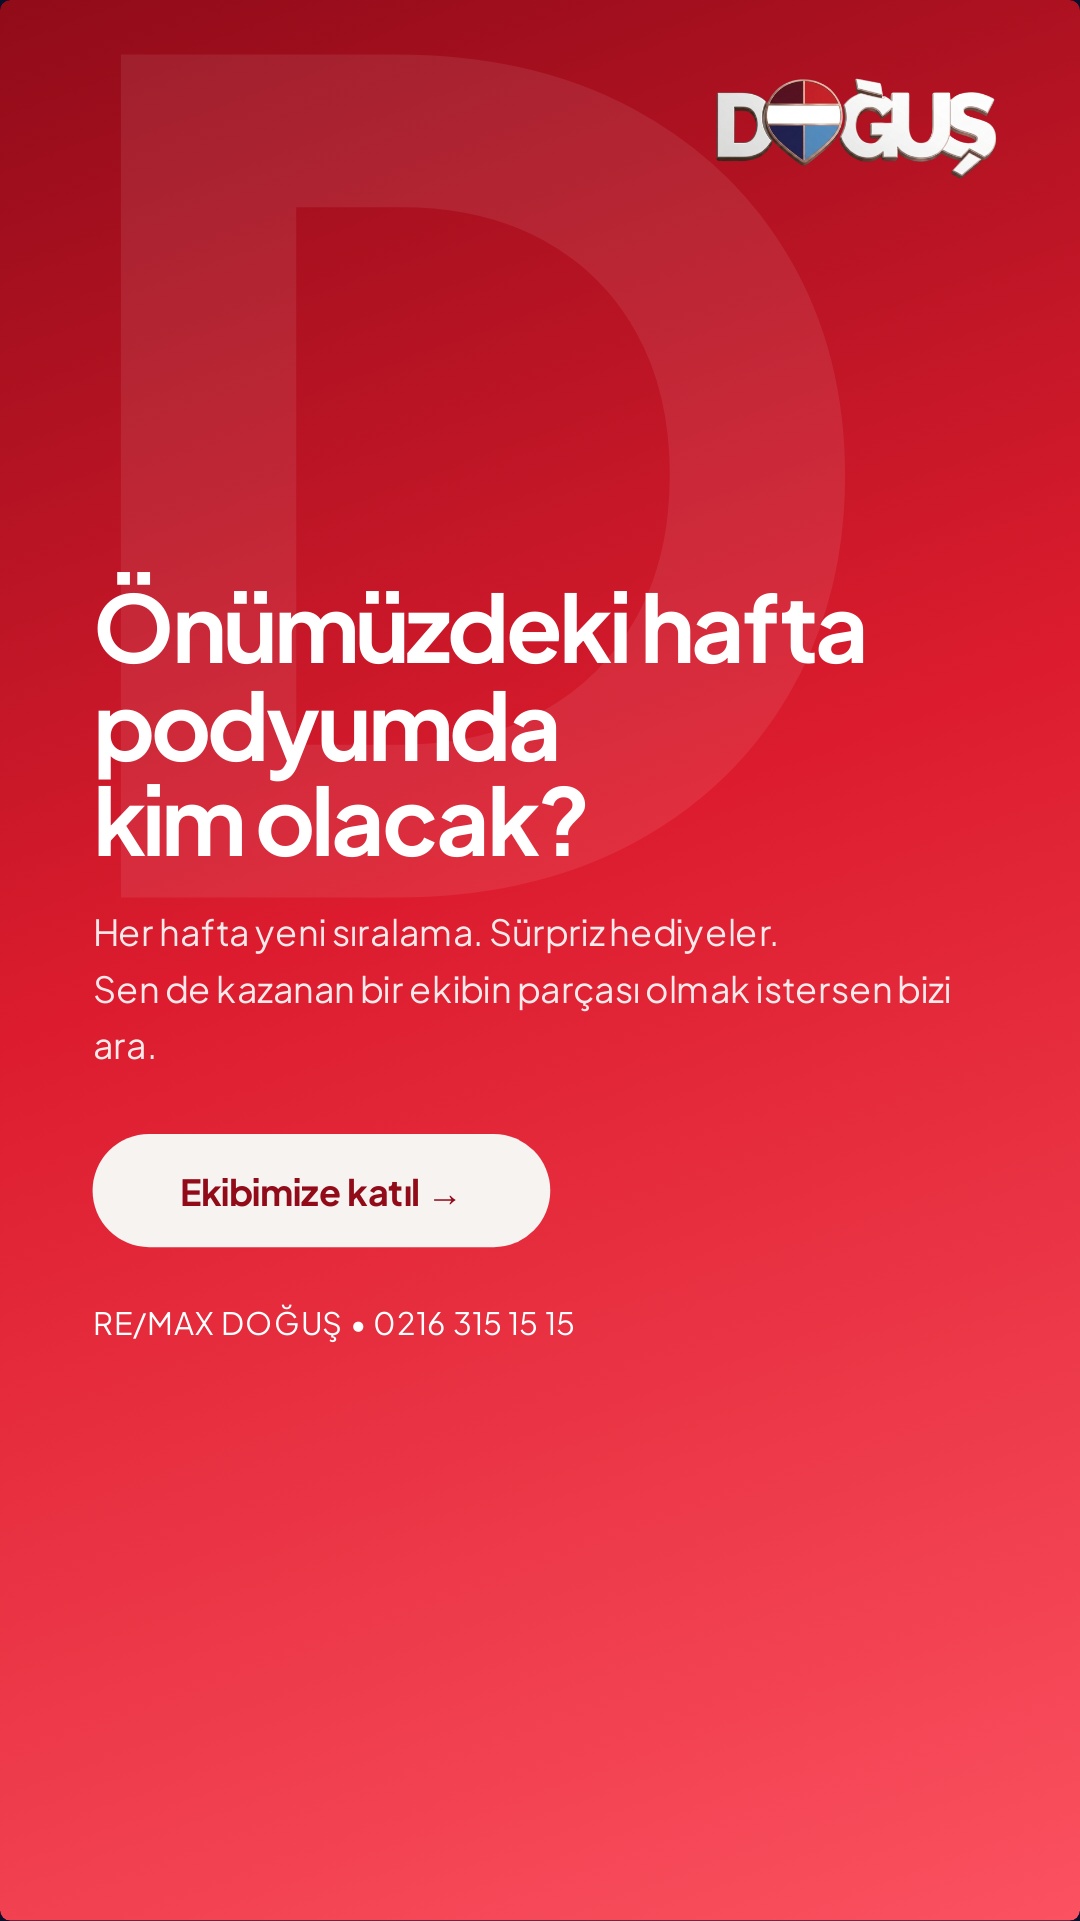 DOĞUŞ
Önümüzdeki hafta
podyumda
kim olacak?
Her hafta yeni sıralama. Sürpriz hediyeler.
Sen de kazanan bir ekibin parçası olmak istersen bizi
ara.
Ekibimize katıl →
RE/MAX DOĞUŞ • 0216 315 15 15